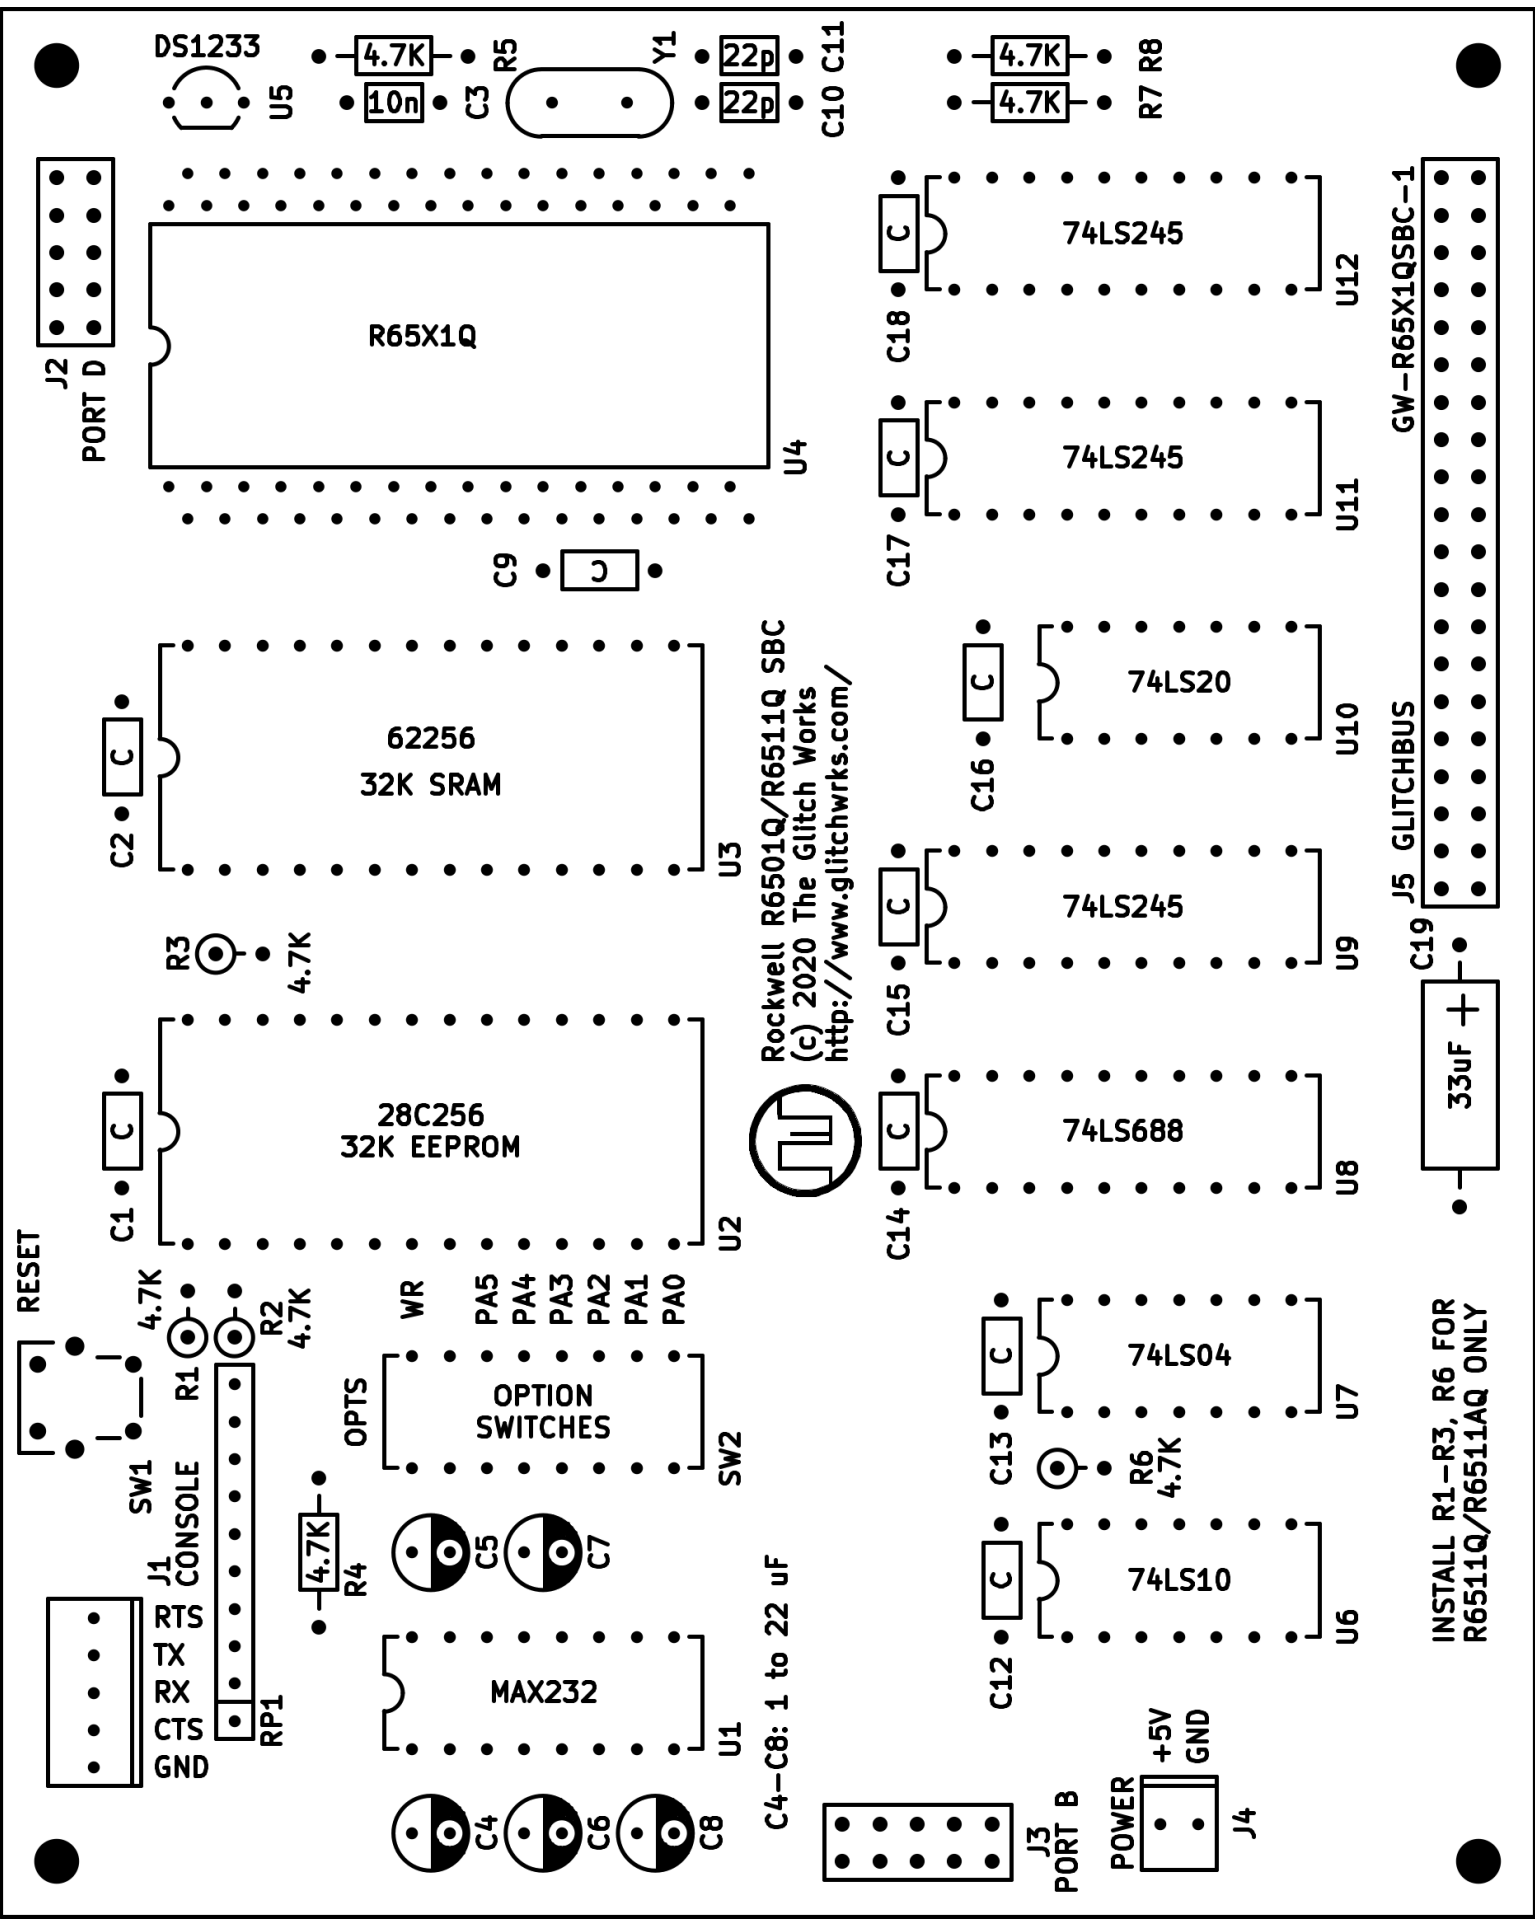 DS1233
U5
4.7K
R5
10n
C3
Y1
22p
C11
22p
C10
4.7K
R8
4.7K
R7
J2
PORT D
R65X1Q
U4
C
C9
C
74LS245
U12
C18
C
74LS245
U11
C17
GW-R65X1QSBC-1
J5 GLITCHBUS
C
C2
62256
32K SRAM
U3
Rockwell R6501Q/R6511Q SBC
(c) 2020 The Glitch Works
http://www.glitchwrks.com/
C
74LS20
U10
C16
R3
4.7K
C
74LS245
U9
C15
C19
33uF +
C
C1
28C256
32K EEPROM
U2
C
74LS688
U8
C14
RESET
SW1
4.7K
R1
R2
4.7K
WR
PA5
PA4
PA3
PA2
PA1
PA0
OPTS
OPTION
SWITCHES
SW2
C
74LS04
U7
C13
R6
4.7K
INSTALL R1-R3, R6 FOR
R6511Q/R6511AQ ONLY
J1
CONSOLE
RTS
TX
RX
CTS
GND
RP1
4.7K
R4
C5
C7
C
74LS10
U6
C12
MAX232
U1
C4-C8: 1 to 22 uF
C4
C6
C8
J3
PORT B
POWER
+5V
GND
J4